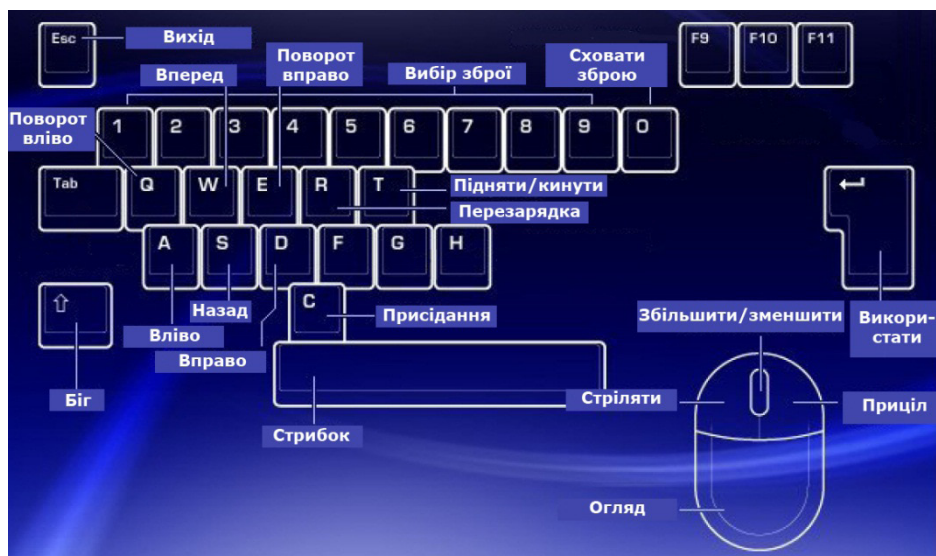 Esc
Вихід
Поворот
вправо
Вперед
Вибір зброї
Сховати
зброю
F9 F10 F11
Поворот
вліво
1 2 3 4 5 6 7 8 9 0
Tab Q W E R T
Підняти/кинути
Перезарядка
A S D F G H
Назад
C
Присідання
Вліво
Вправо
Збільшити/зменшити
Викори-
стати
Біг
Стріляти
Приціл
Стрибок
Огляд